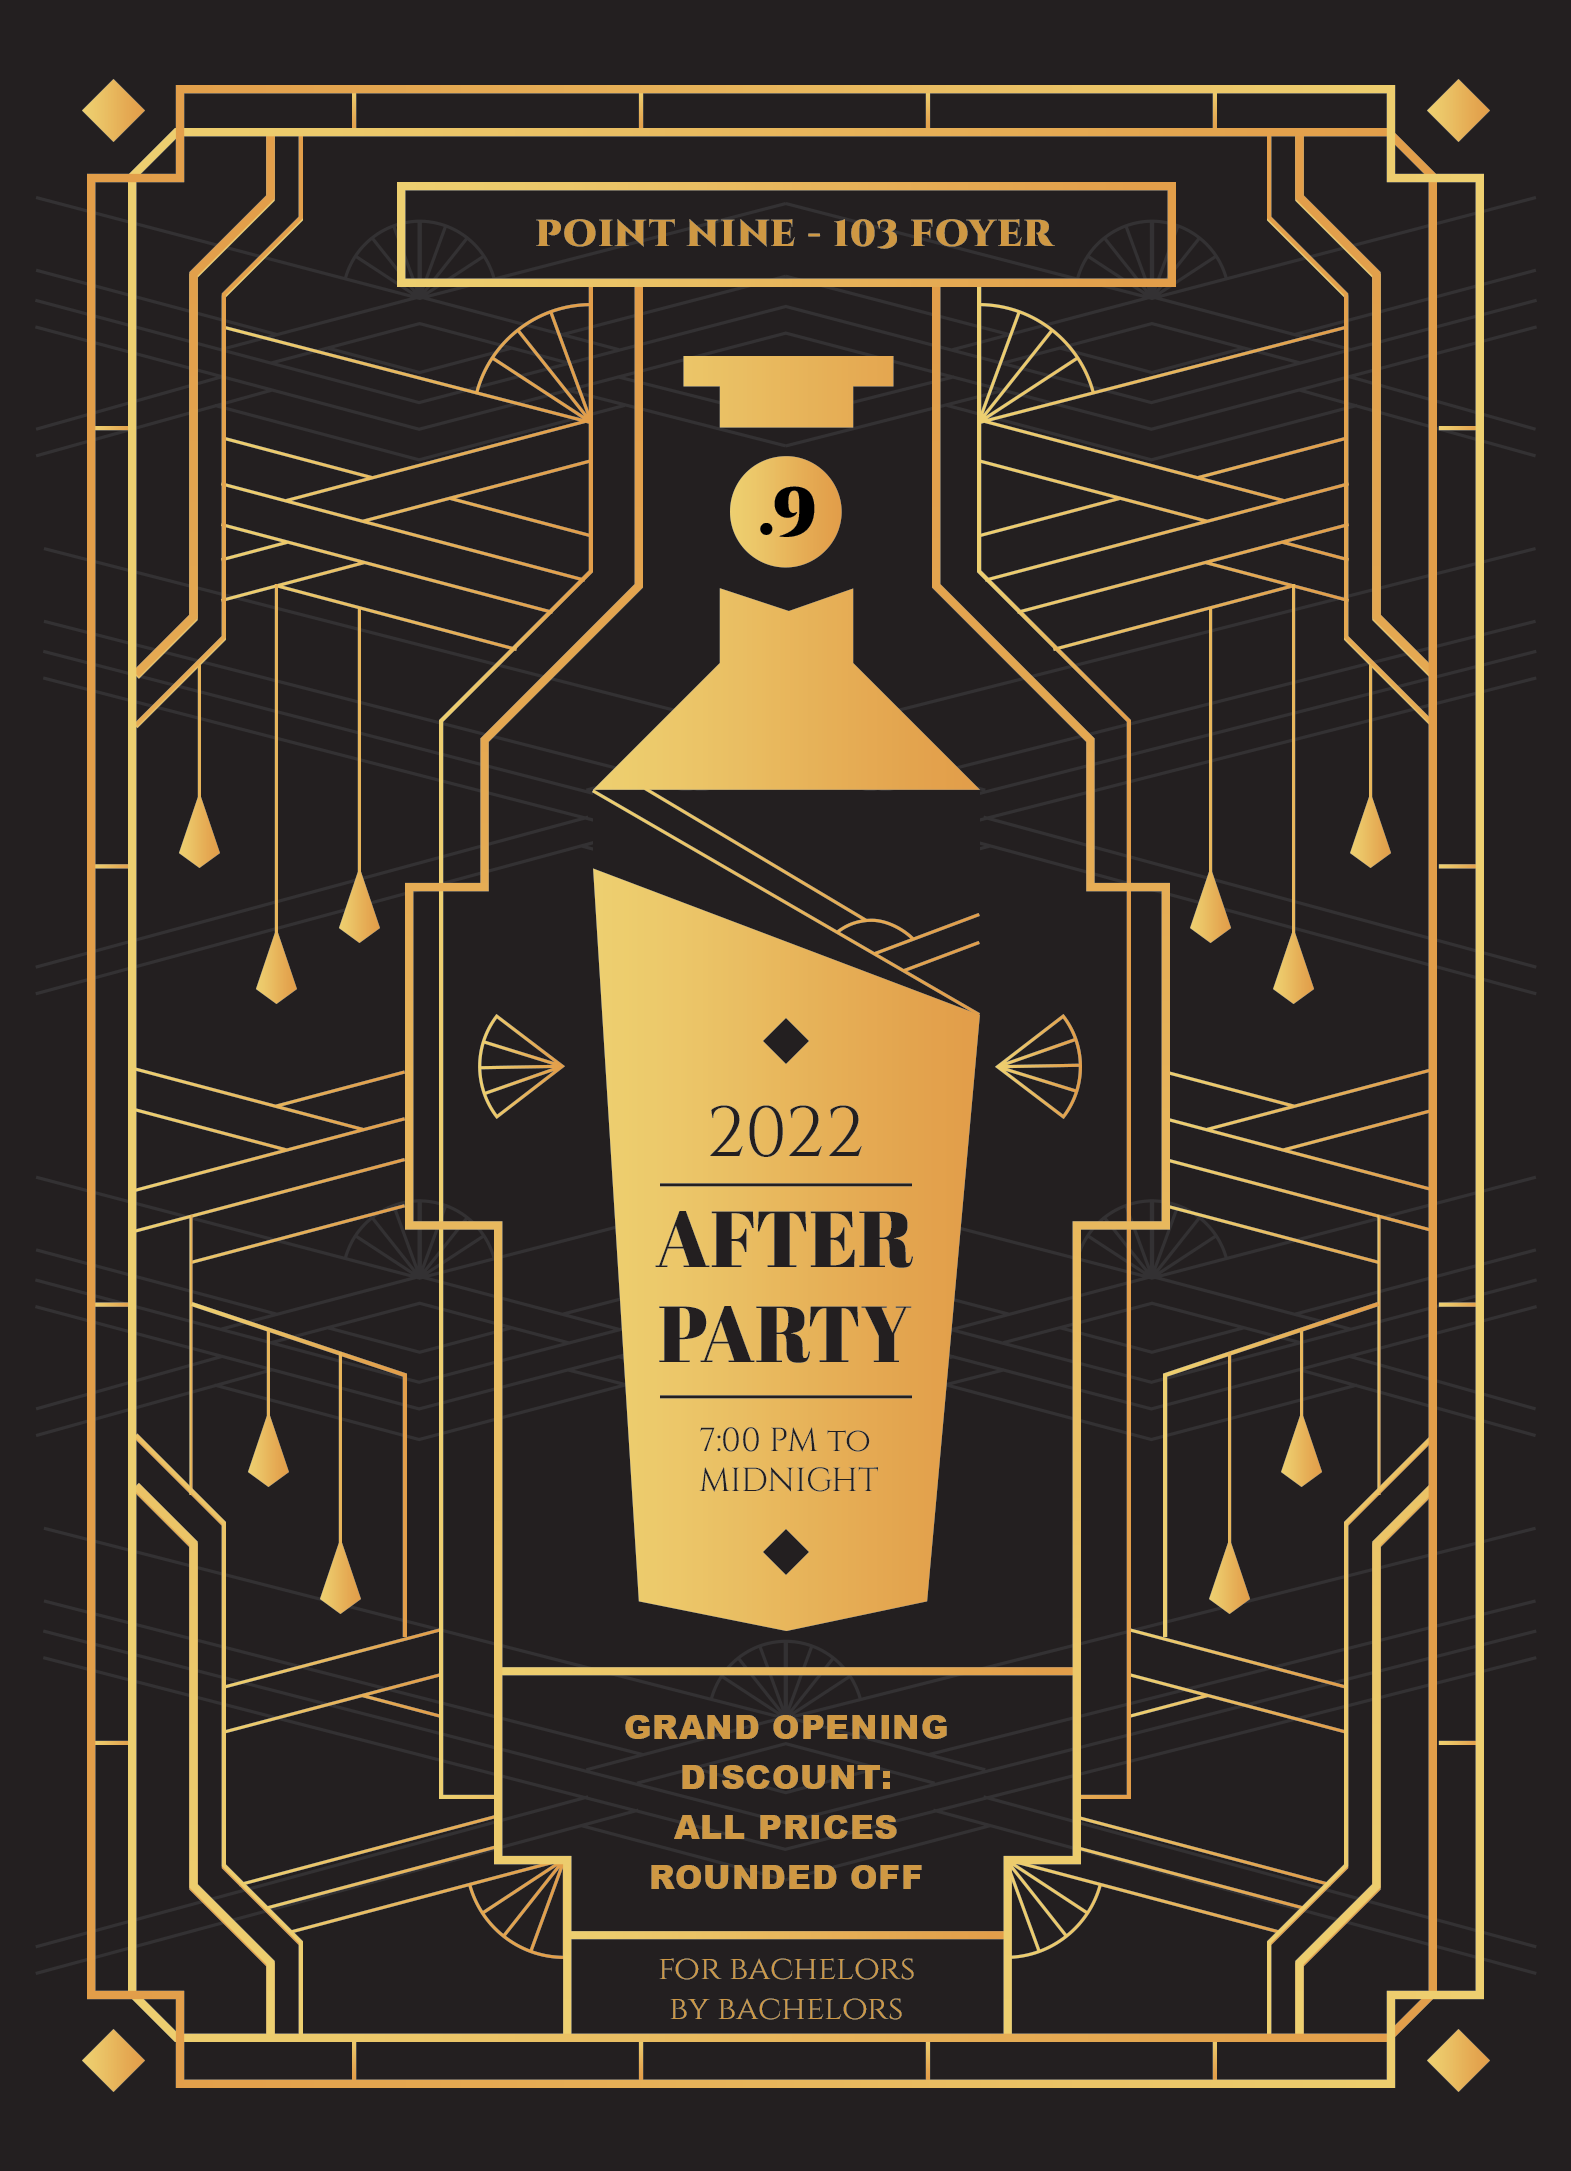 POINT NINE - 103 FOYER
.9
2022
AFTER
PARTY
7:00 PM TO
MIDNIGHT
GRAND OPENING
DISCOUNT:
ALL PRICES
ROUNDED OFF
FOR BACHELORS
BY BACHELORS